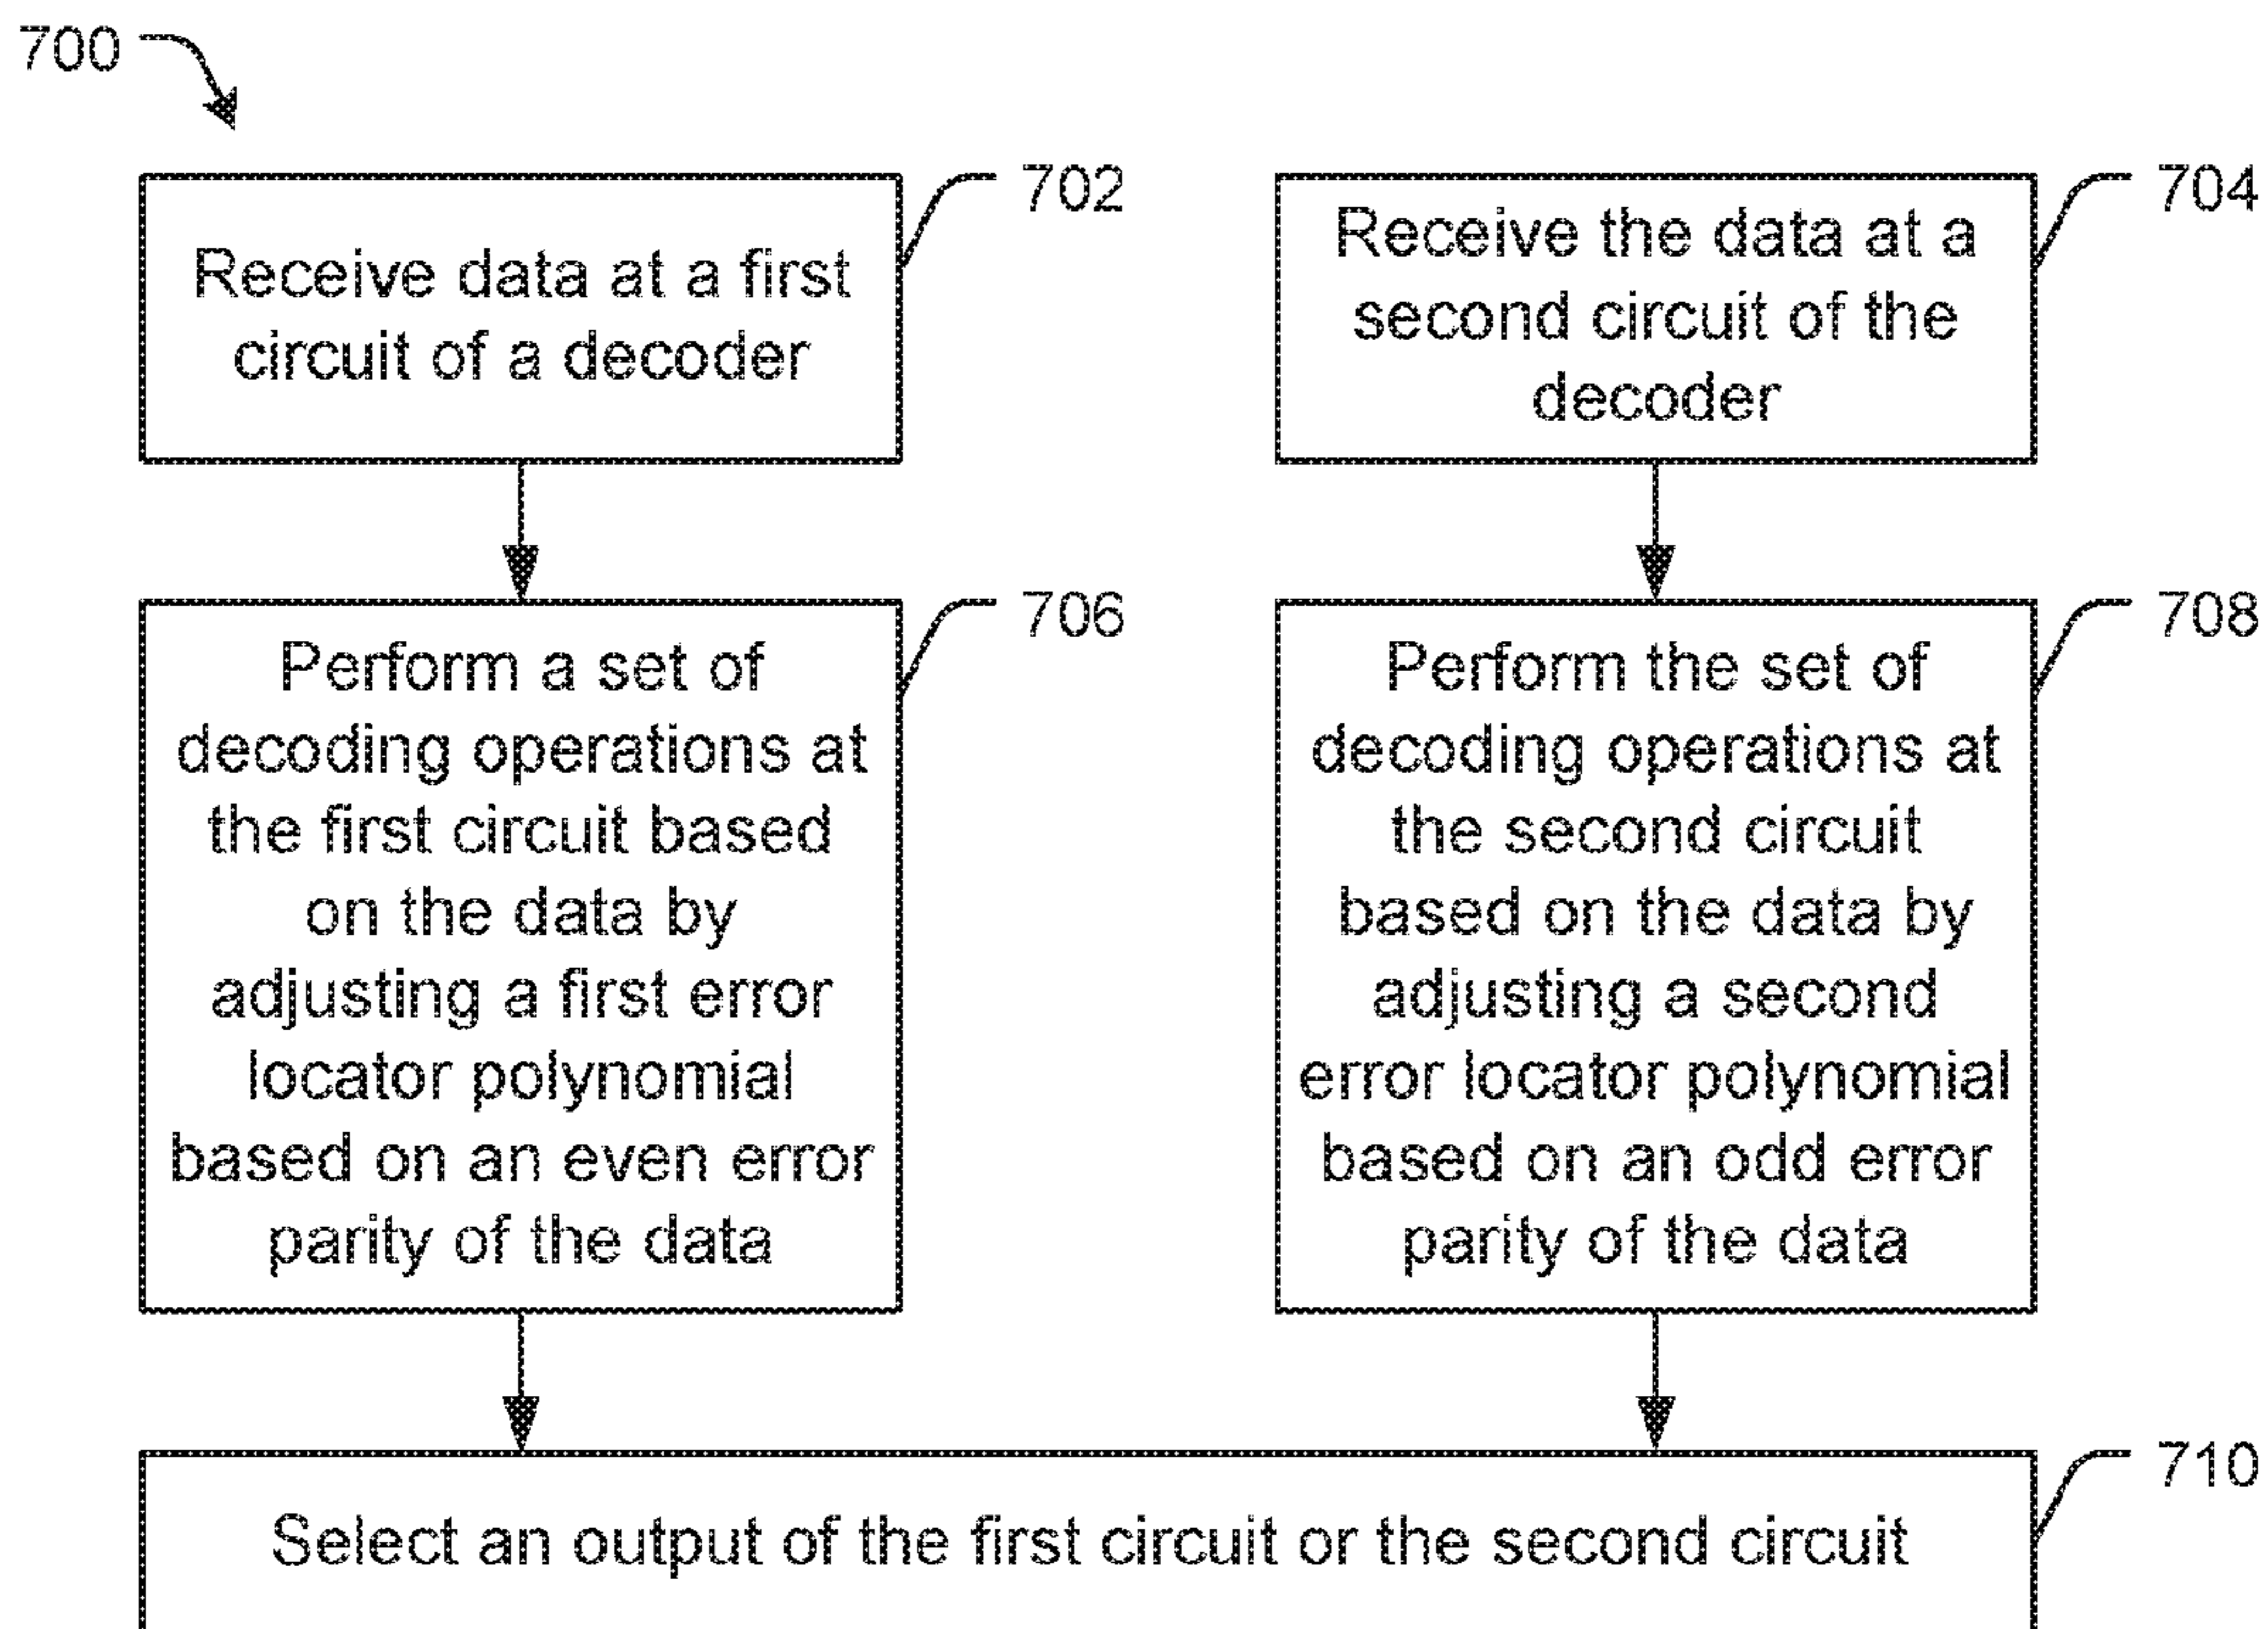 700
702
Receive data at a first
circuit of a decoder
704
Receive the data at a
second circuit of the
decoder
706
Perform a set of
decoding operations at
the first circuit based
on the data by
adjusting a first error
locator polynomial
based on an even error
parity of the data
708
Perform the set of
decoding operations at
the second circuit
based on the data by
adjusting a second
error locator polynomial
based on an odd error
parity of the data
710
Select an output of the first circuit or the second circuit